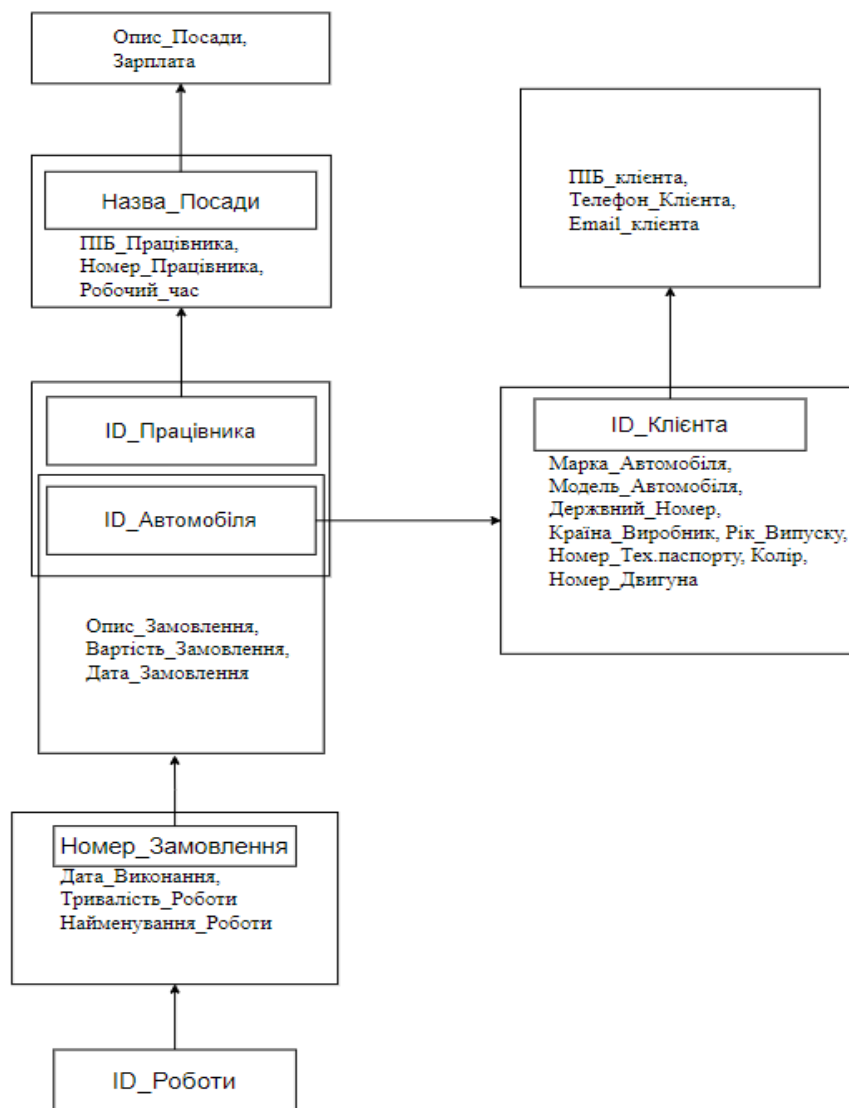 Опис_Посади,
Зарплата
Назва_Посади
ПІБ_Працівника,
Номер_Працівника,
Робочий_час
ID_Працівника
ID_Автомобіля
Опис_Замовлення,
Вартість_Замовлення,
Дата_Замовлення
Номер_Замовлення
Дата_Виконання,
Тривалість_Роботи
Найменування_Роботи
ID_Роботи
ПІБ_клієнта,
Телефон_Клієнта,
Email_клієнта
ID_Клієнта
Марка_Автомобіля,
Модель_Автомобіля,
Держвний_Номер,
Країна_Виробник, Рік_Випуску,
Номер_Тех.паспорту, Колір,
Номер_Двигуна